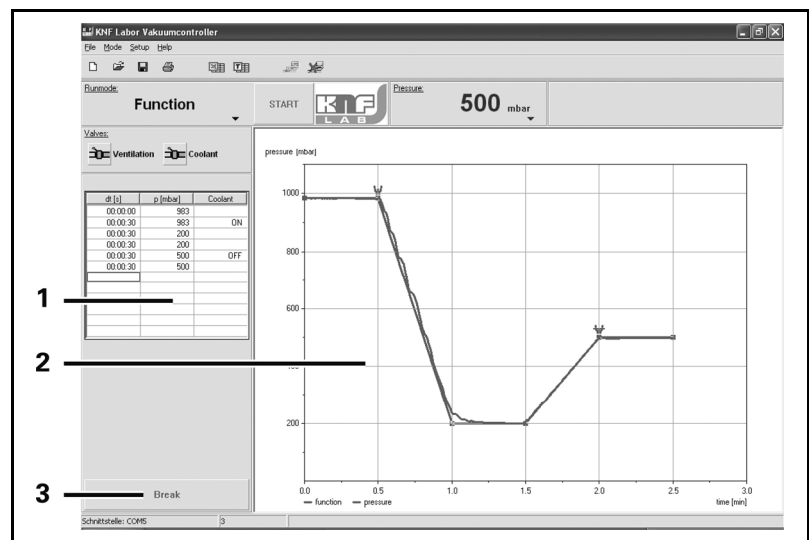 KNF Labor Vakuumcontroller
File Mode Setup Help
Runmode:
Function
START
KNF
LAB
Pressure:
500 mbar
Valves:
Ventilation Coolant
dt [s] p [mbar] Coolant
00:00:00 983
00:00:30 983 ON
00:00:30 200
00:00:30 200
00:00:30 500 OFF
00:00:30 500
1
2
3
Break
pressure [mbar]
1000
800
600
400
200
0.0 0.5 1.0 1.5 2.0 2.5 3.0
function pressure time [min]
Schnittstelle: COM5 3